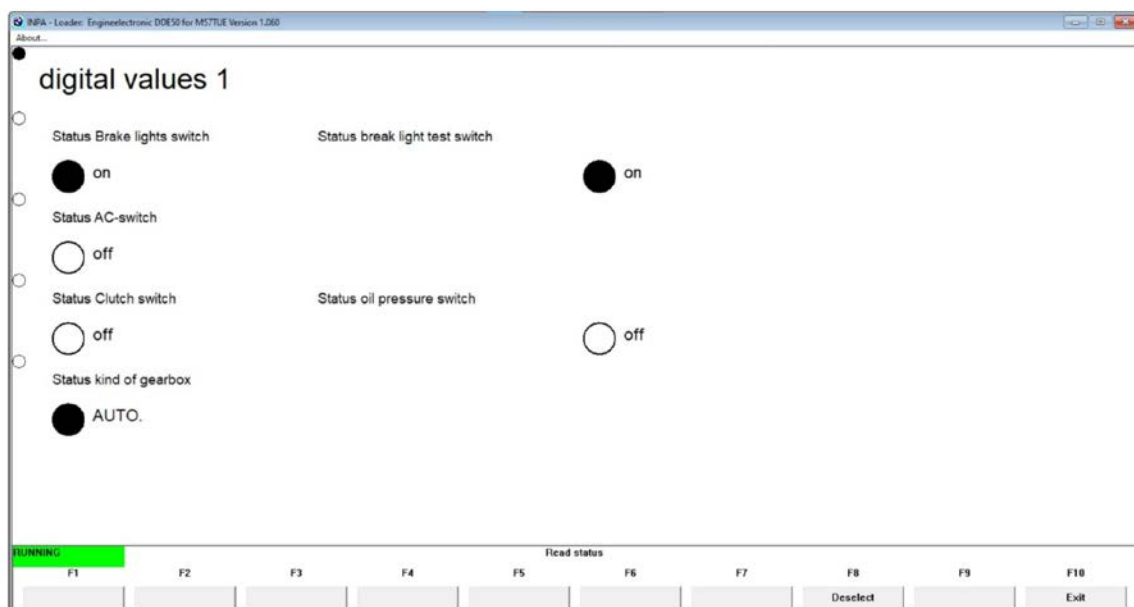 INPA - Loader: Engineelectronic DDE50 for M57TUE Version 1.060
About...
digital values 1
Status Brake lights switch Status break light test switch
on on
Status AC-switch
off
Status Clutch switch Status oil pressure switch
off off
Status kind of gearbox
AUTO.
RUNNING Read status
F1 F2 F3 F4 F5 F6 F7 F8 F9 F10
Deselect Exit